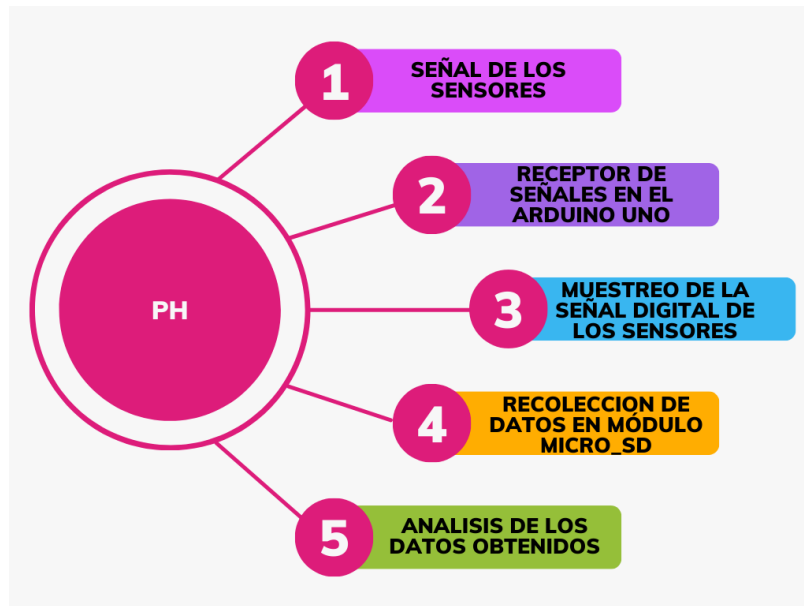 1
SEÑAL DE LOS
SENSORES
2
RECEPTOR DE
SEÑALES EN EL
ARDUINO UNO
PH
3
MUESTREO DE LA
SEÑAL DIGITAL DE
LOS SENSORES
4
RECOLECCION DE
DATOS EN MÓDULO
MICRO_SD
5
ANALISIS DE LOS
DATOS OBTENIDOS